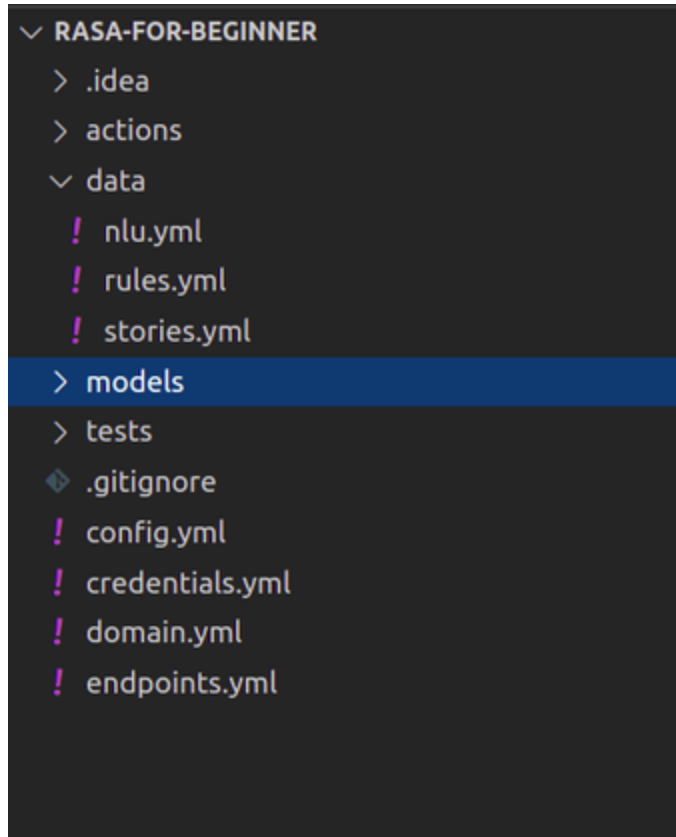 RASA-FOR-BEGINNER
.idea
actions
data
nlu.yml
rules.yml
stories.yml
models
tests
.gitignore
config.yml
credentials.yml
domain.yml
endpoints.yml